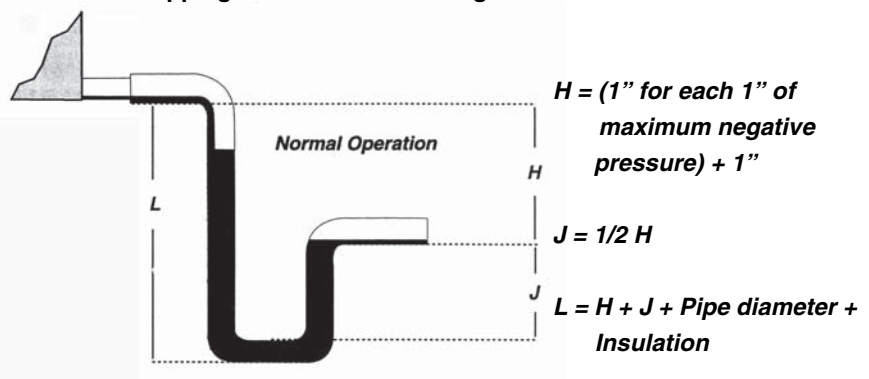 H = (1” for each 1” of
maximum negative
pressure) + 1”
Normal Operation
H
L
J = 1/2 H
J
L = H + J + Pipe diameter +
Insulation